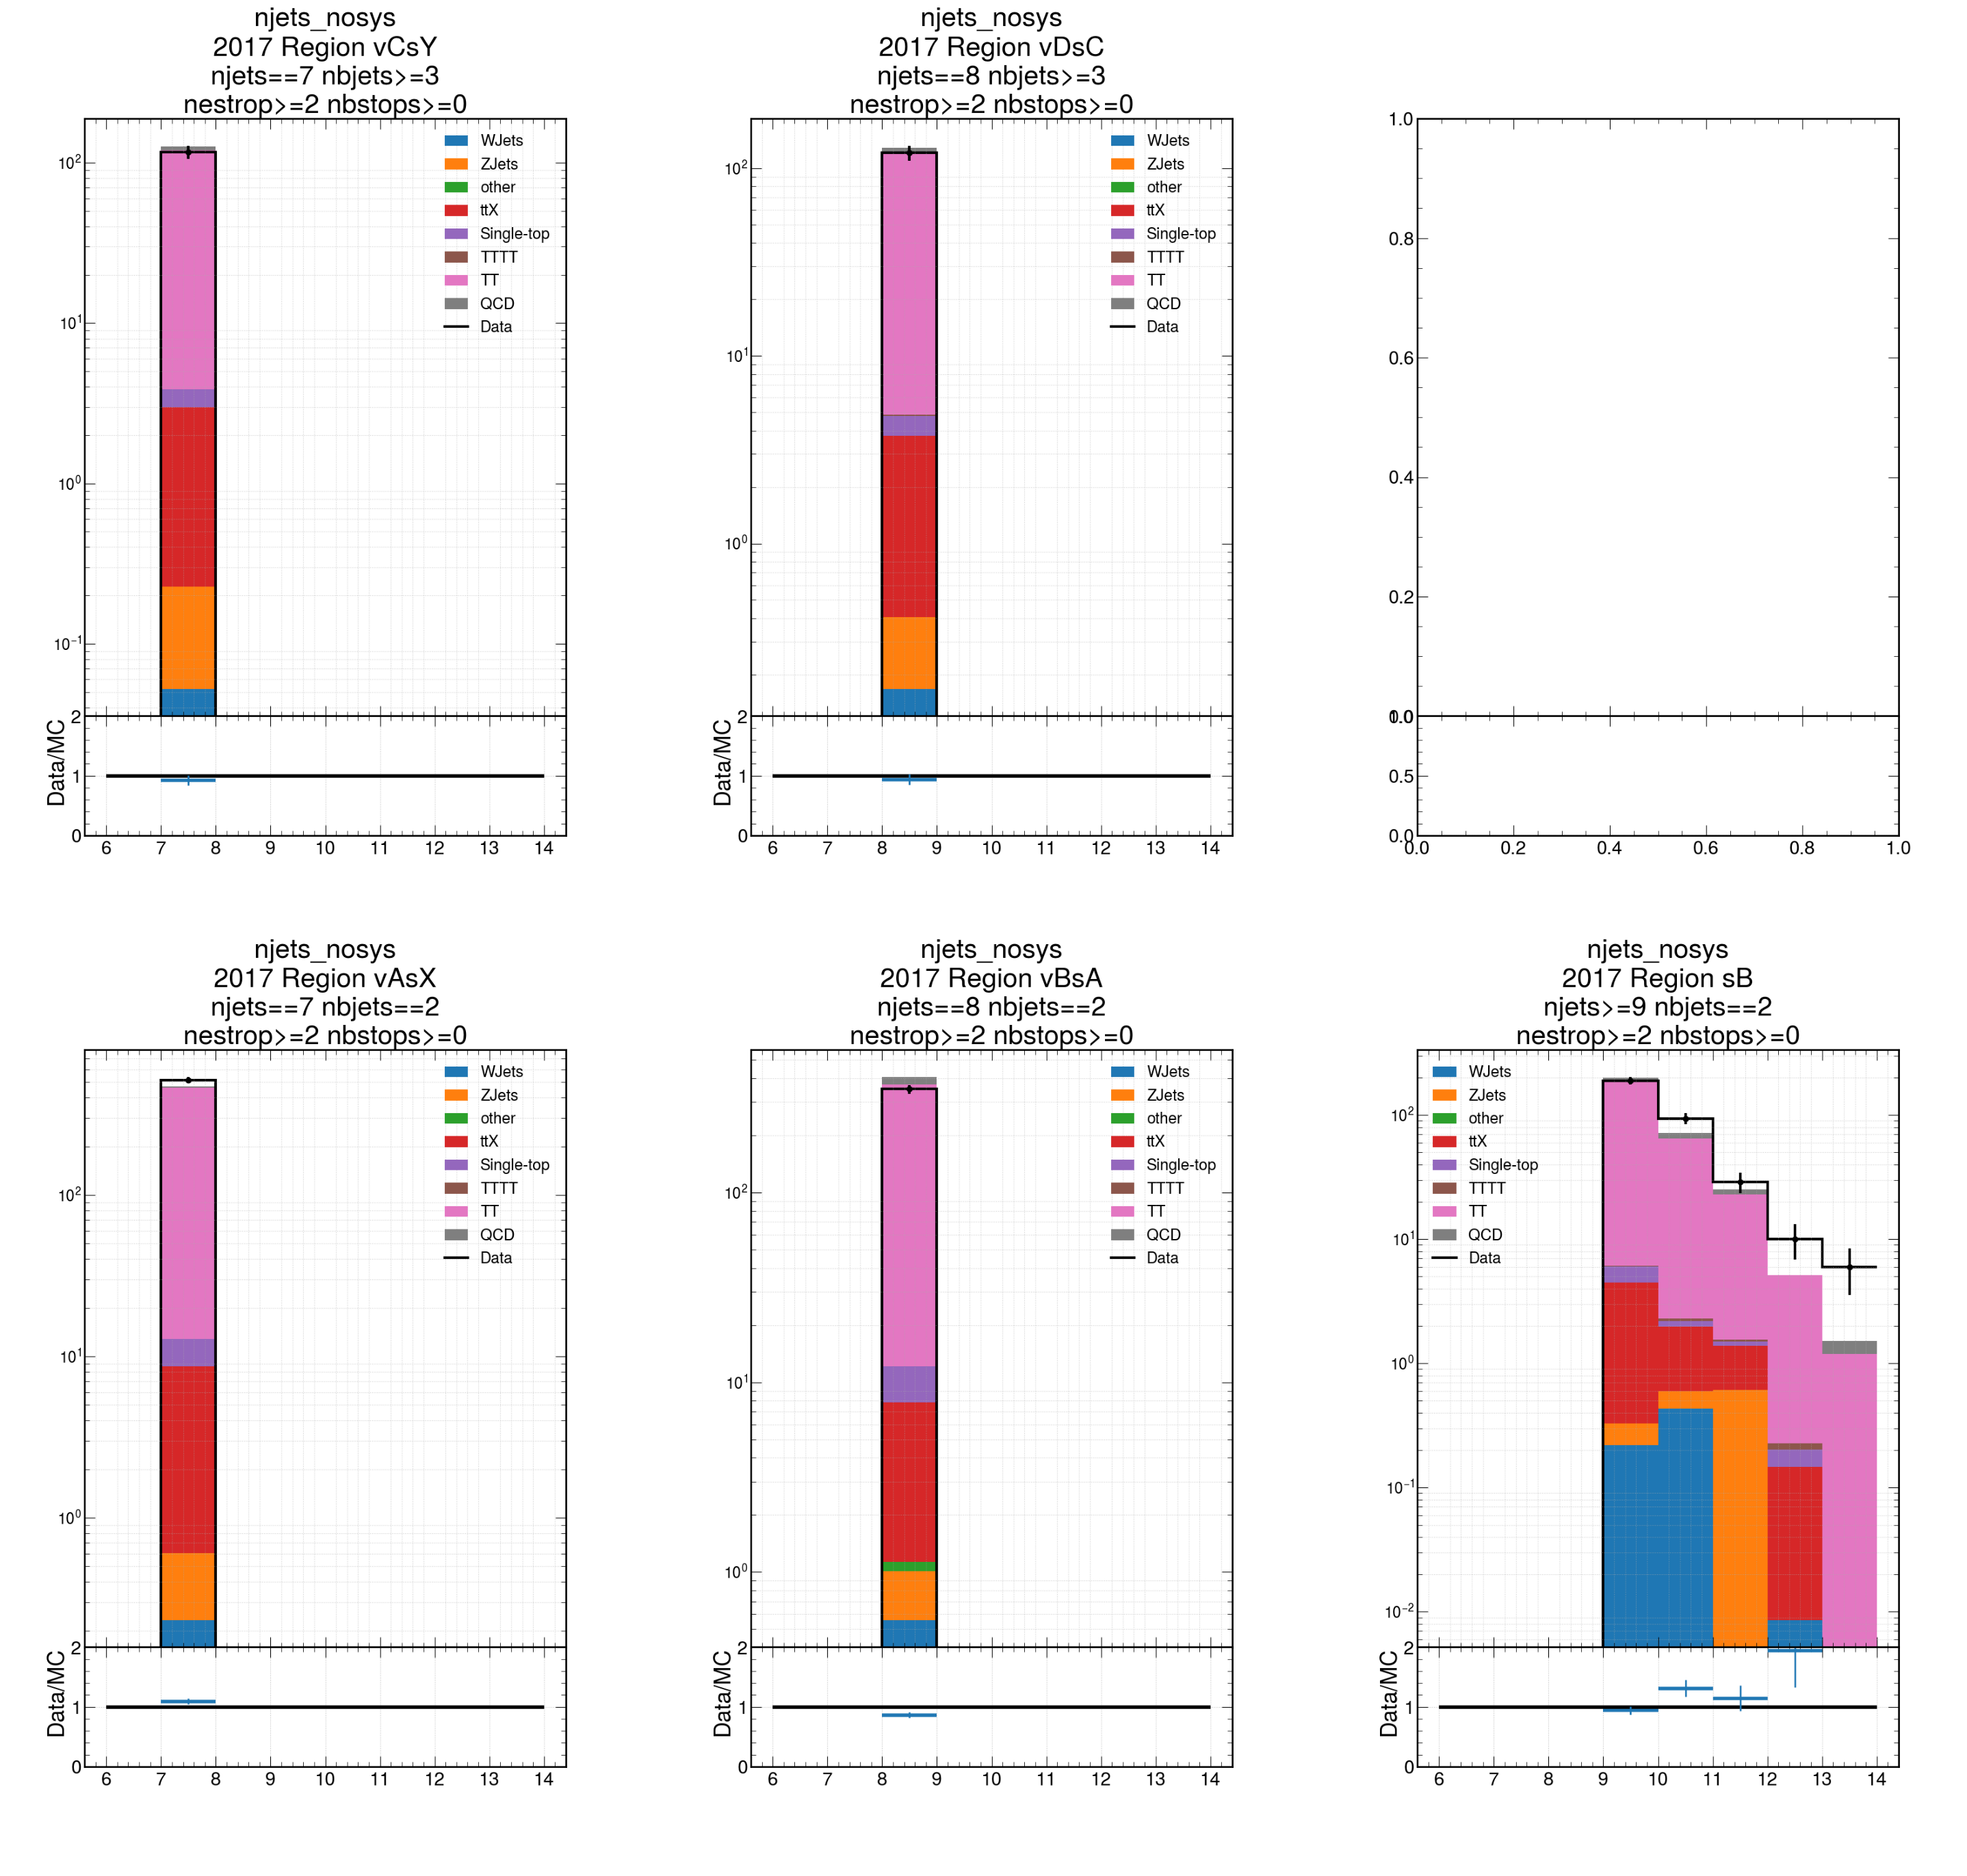 njets_nosys
2017 Region vCsY
njets==7 nbjets>=3
nestrop>=2 nbstops>=0
10²
10¹
10⁰
10⁻¹
WJets
ZJets
other
ttX
Single-top
TTTT
TT
QCD
Data
Data/MC
2
1
0
6 7 8 9 10 11 12 13 14
njets_nosys
2017 Region vDsC
njets==8 nbjets>=3
nestrop>=2 nbstops>=0
10²
10¹
10⁰
WJets
ZJets
other
ttX
Single-top
TTTT
TT
QCD
Data
Data/MC
2
1
0
6 7 8 9 10 11 12 13 14
1.0
0.8
0.6
0.4
0.2
0.0
1.0
0.5
0.0
0.0 0.2 0.4 0.6 0.8 1.0
njets_nosys
2017 Region vAsX
njets==7 nbjets==2
nestrop>=2 nbstops>=0
10²
10¹
10⁰
WJets
ZJets
other
ttX
Single-top
TTTT
TT
QCD
Data
Data/MC
2
1
0
6 7 8 9 10 11 12 13 14
njets_nosys
2017 Region vBsA
njets==8 nbjets==2
nestrop>=2 nbstops>=0
10²
10¹
10⁰
WJets
ZJets
other
ttX
Single-top
TTTT
TT
QCD
Data
Data/MC
2
1
0
6 7 8 9 10 11 12 13 14
njets_nosys
2017 Region sB
njets>=9 nbjets==2
nestrop>=2 nbstops>=0
10²
10¹
10⁰
10⁻¹
10⁻²
WJets
ZJets
other
ttX
Single-top
TTTT
TT
QCD
Data
Data/MC
2
1
0
6 7 8 9 10 11 12 13 14